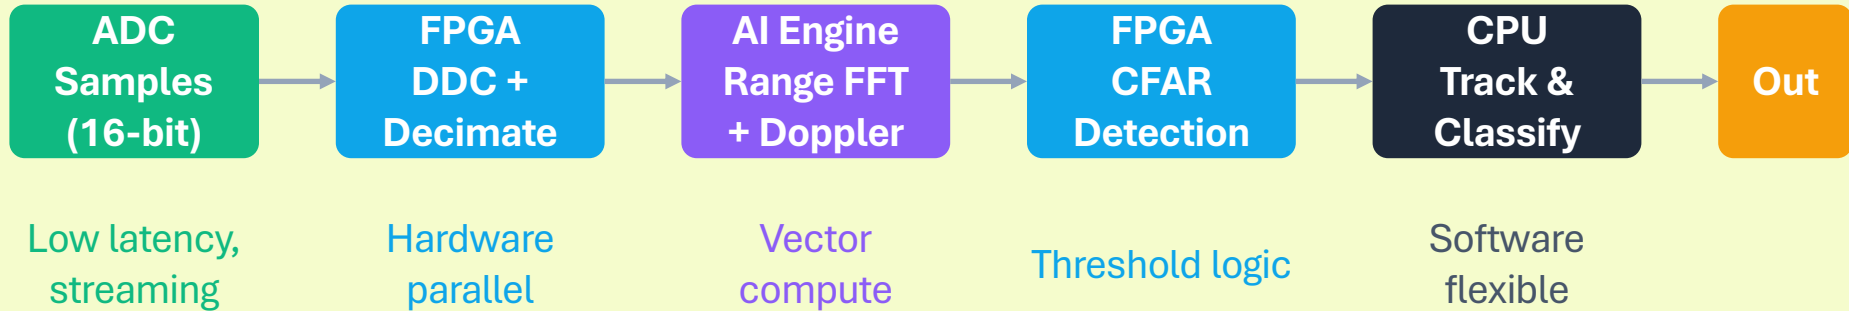 ADC
Samples
(16-bit)
FPGA
DDC +
Decimate
AI Engine
Range FFT
+ Doppler
FPGA
CFAR
Detection
CPU
Track &
Classify
Out
Low latency,
streaming
Hardware
parallel
Vector
compute
Threshold logic
Software
flexible